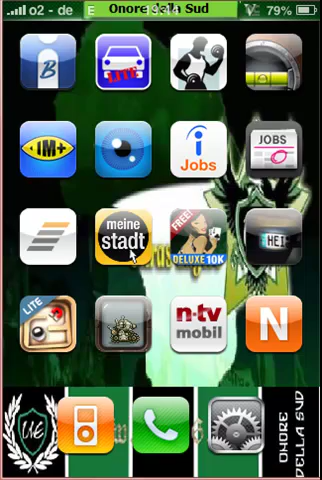 o2 - de E Onore della Sud 79%
B
LITE
IM+
i Jobs
JOBS
meine stadt
FREE!
DELUXE 10K
HEI
LITE
n-tv mobil
N
UE
ONORE DELLA SUD